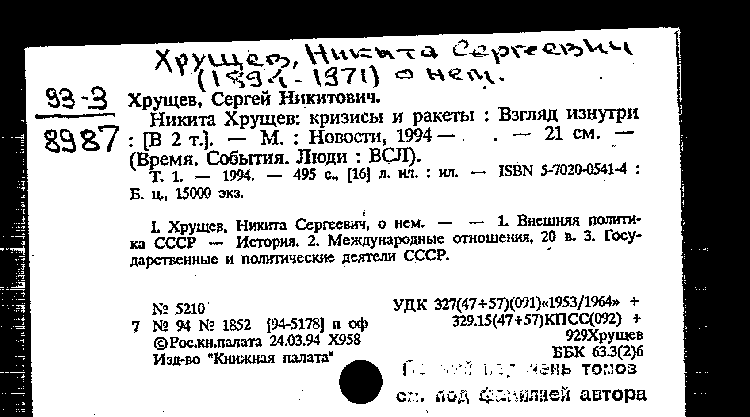 Хрущев, Никита Сергеевич
(1894-1971) о нем.
93-3
8987
Хрущев, Сергей Никитович.
Никита Хрущев: кризисы и ракеты : Взгляд изнутри
: [В 2 т.]. — М. : Новости, 1994 — . . — 21 см. —
(Время. События. Люди : ВСЛ).
Т. 1. — 1994. — 495 с., [16] л. ил. : ил. — ISBN 5-7020-0541-4 :
Б. ц., 15000 экз.
I. Хрущев, Никита Сергеевич, о нем. — — 1. Внешняя полити-
ка СССР — История. 2. Международные отношения, 20 в. 3. Госу-
дарственные и политические деятели СССР.
№ 5210
7 № 94 № 1852 [94-5178] п оф
©Рос.кн.палата 24.03.94 Х958
Изд-во "Книжная палата"
УДК 327(47+57)(091)«1953/1964» +
329.15(47+57)КПСС(092) +
929Хрущев
ББК 63.3(2)6
томов
см. под фамилией автора